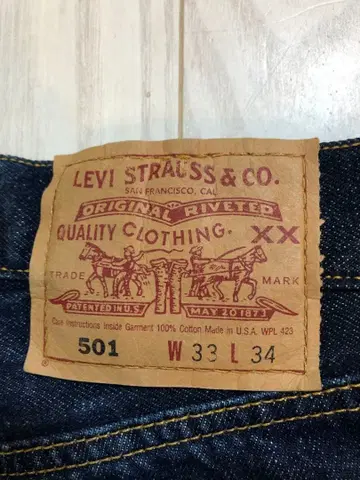 LEVI STRAUSS & CO.
SAN FRANCISCO, CAL
ORIGINAL RIVETED
QUALITY CLOTHING. XX
TRADE MARK
PATENTED IN U.S. MAY 20 1873
Care Instructions Inside Garment 100% Cotton Made in U.S.A. WPL 423
501 W 33 L 34
®